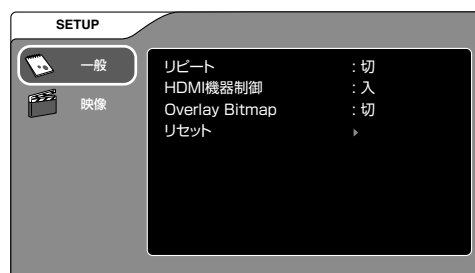 SETUP
一般
映像
リピート : 切
HDMI機器制御 : 入
Overlay Bitmap : 切
リセット